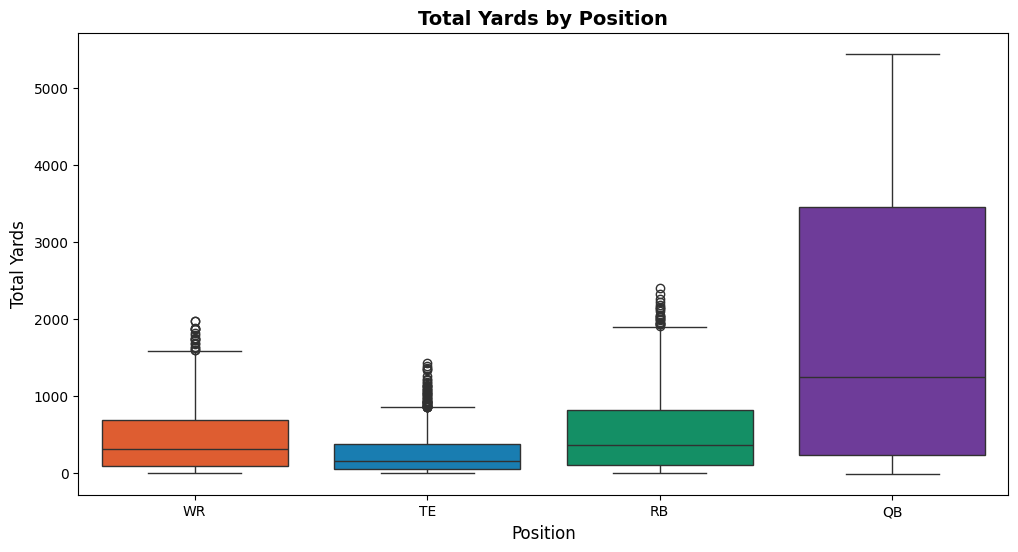 Total Yards by Position
Total Yards
5000
4000
3000
2000
1000
0
WR TE RB QB
Position